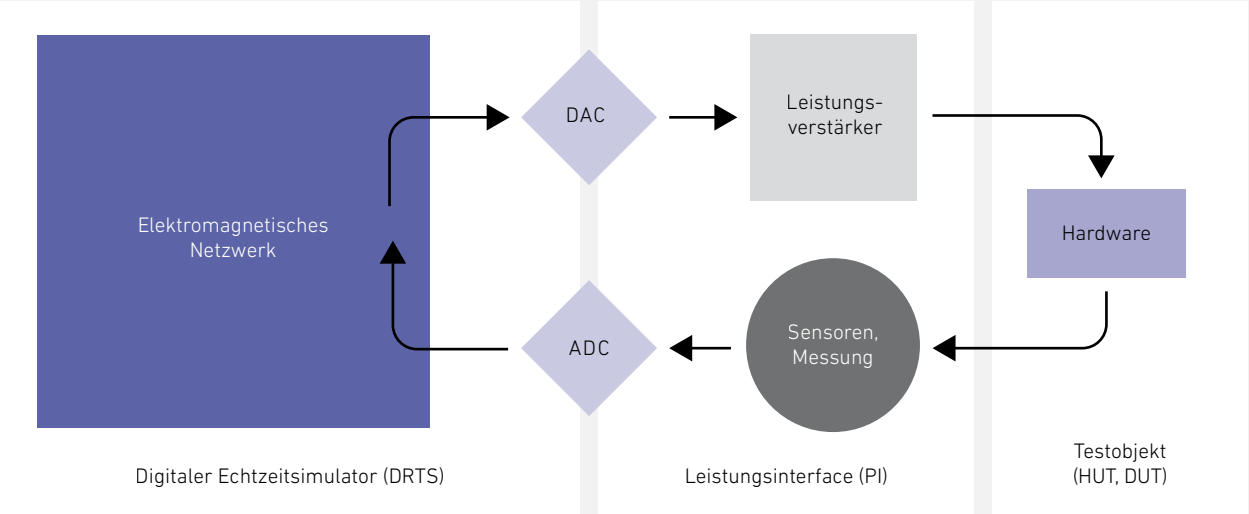 DAC
Leistungs-
verstärker
Elektromagnetisches
Netzwerk
Hardware
ADC
Sensoren,
Messung
Digitaler Echtzeitsimulator (DRTS)
Leistungsinterface (PI)
Testobjekt
(HUT, DUT)